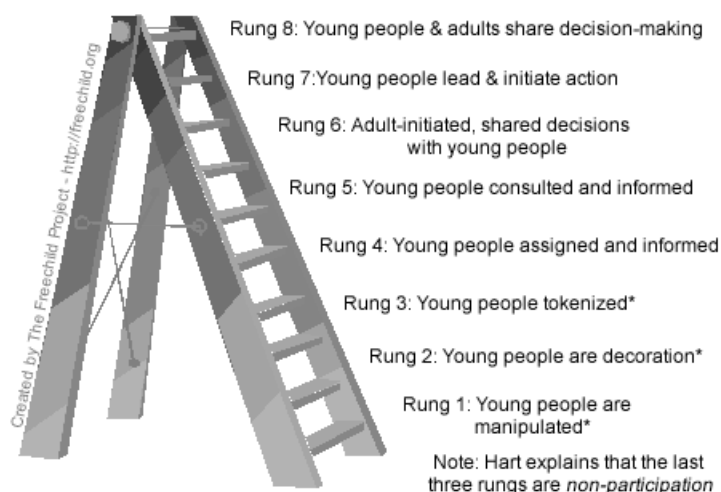 Rung 8: Young people & adults share decision-making
Rung 7:Young people lead & initiate action
Rung 6: Adult-initiated, shared decisions
with young people
Rung 5: Young people consulted and informed
Rung 4: Young people assigned and informed
Rung 3: Young people tokenized*
Rung 2: Young people are decoration*
Rung 1: Young people are
manipulated*
Note: Hart explains that the last
three rungs are non-participation
Created by The Freechild Project - http://freechild.org